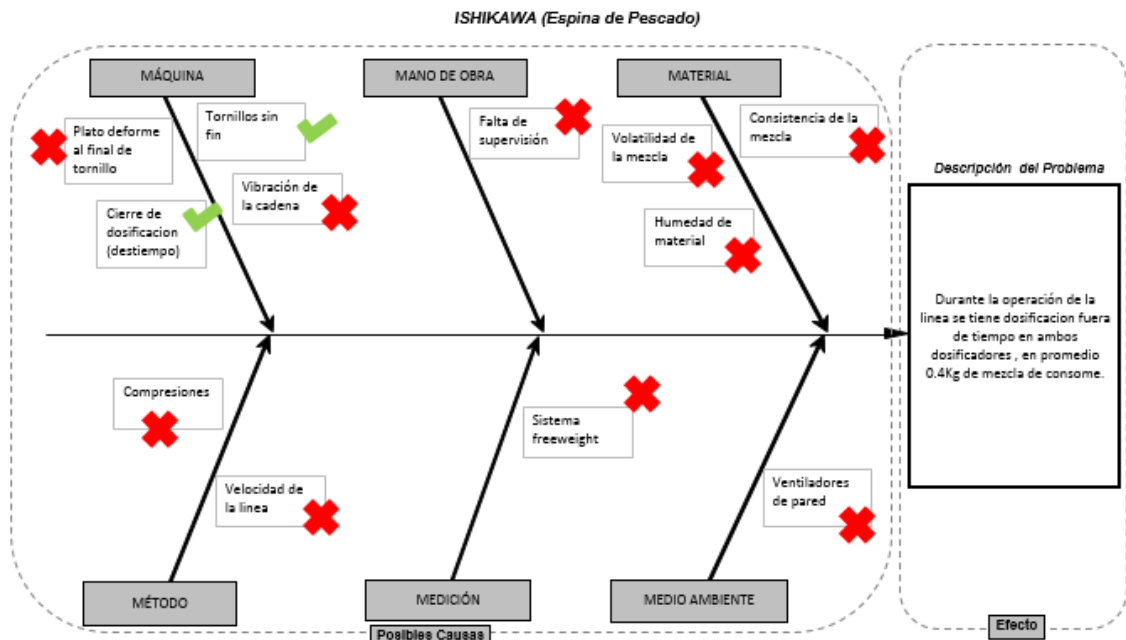 ISHIKAWA (Espina de Pescado)
MÁQUINA
MANO DE OBRA
MATERIAL
Plato deforme
al final de
tornillo
Tornillos sin
fin
Cierre de
dosificacion
(destiempo)
Vibración de
la cadena
Falta de
supervisión
Volatilidad de
la mezcla
Consistencia de la
mezcla
Humedad de
material
Descripción del Problema
Durante la operación de la
linea se tiene dosificacion fuera
de tiempo en ambos
dosificadores , en promedio
0.4Kg de mezcla de consome.
Compresiones
Velocidad de
la linea
Sistema
freeweight
Ventiladores
de pared
MÉTODO
MEDICIÓN
MEDIO AMBIENTE
Posibles Causas
Efecto